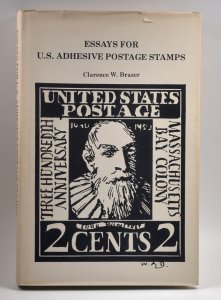 ESSAYS FOR
U.S. ADHESIVE POSTAGE STAMPS
Clarence W. Brazer
UNITED STATES
POSTAGE
THREE HUNDREDTH
ANNIVERSARY
1630 1930
MASSACHUSETTS
BAY COLONY
JOHN WINTHROP
2 CENTS 2
W.A.D.